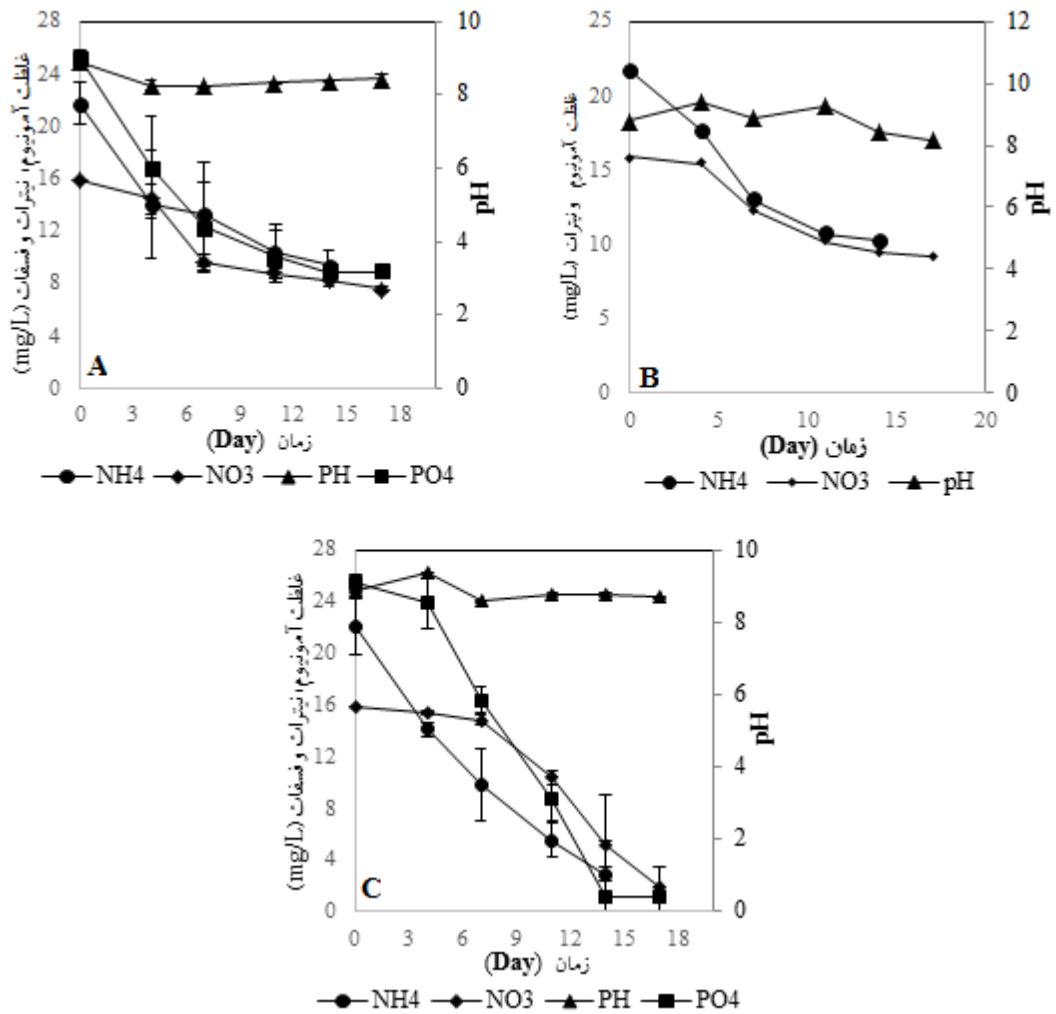 28
24
20
16
12
8
4
0
10
8
6
4
2
0
غلظت آمونیوم، نیترات و فسفات (mg/L)
pH
A
0 3 6 9 12 15 18
زمان (Day)
NH4 NO3 PH PO4
25
20
15
10
5
0
12
10
8
6
4
2
0
غلظت آمونیوم و نیترات (mg/L)
pH
B
0 5 10 15 20
زمان (Day)
NH4 NO3 pH
28
24
20
16
12
8
4
0
10
8
6
4
2
0
غلظت آمونیوم، نیترات و فسفات (mg/L)
pH
C
0 3 6 9 12 15 18
زمان (Day)
NH4 NO3 PH PO4